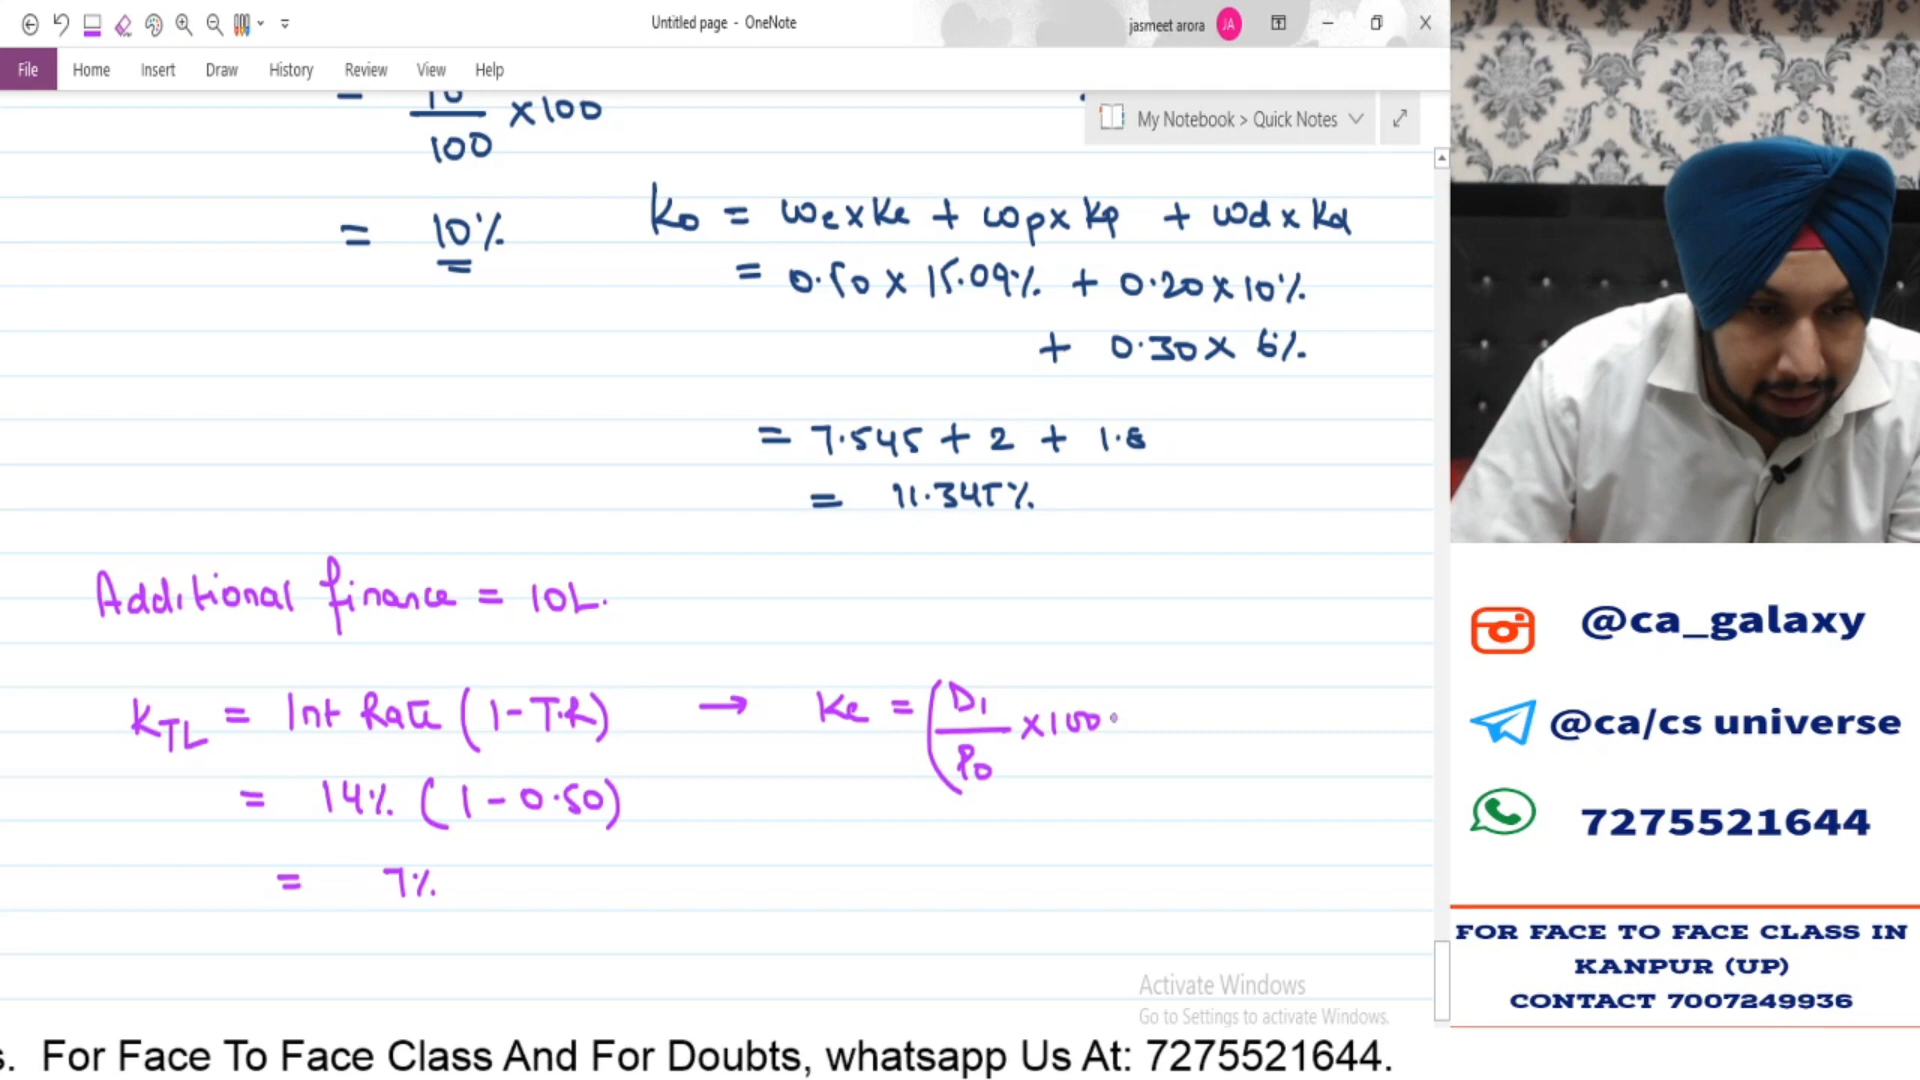 Untitled page - OneNote
jasmeet arora JA
File Home Insert Draw History Review View Help
My Notebook > Quick Notes
= 10/100 ×100
= 10%
Ko = We×Ke + Wp×Kp + Wd×Kd
= 0.50 × 15.09% + 0.20×10%
+ 0.30× 6%
= 7.545 + 2 + 1.8
= 11.345%
Additional finance = 10L.
KTL = Int Rate (1-T.R) → Ke = (D1/P0 ×100
= 14% (1-0.50)
= 7%
Activate Windows
Go to Settings to activate Windows.
@ca_galaxy
@ca/cs universe
7275521644
FOR FACE TO FACE CLASS IN
KANPUR (UP)
CONTACT 7007249936
s. For Face To Face Class And For Doubts, whatsapp Us At: 7275521644.